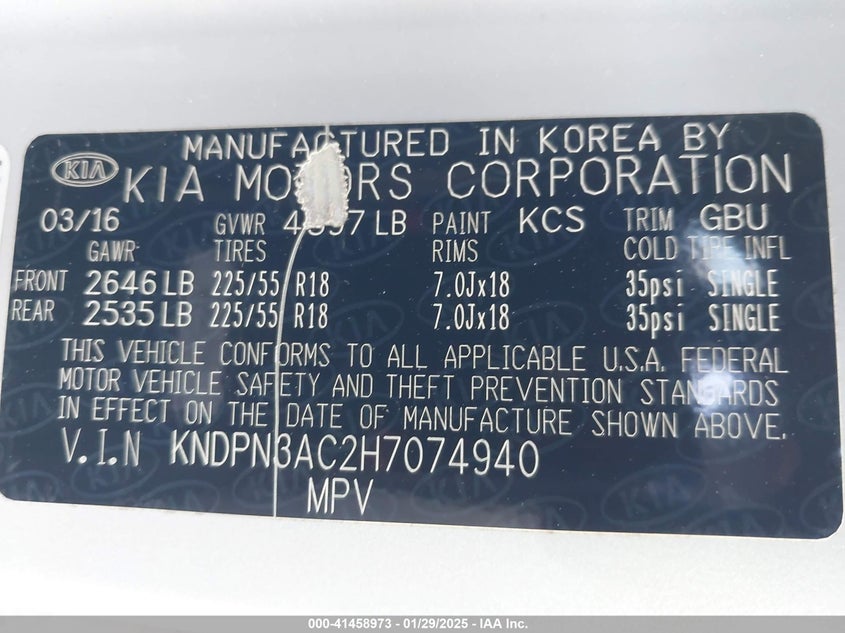 MANUFACTURED IN KOREA BY
KIA KIA MOTORS CORPORATION
03/16 GVWR LB PAINT KCS TRIM GBU
GAWR TIRES RIMS COLD TIRE INFL
FRONT 2646 LB 225/55 R18 7.0Jx18 35psi SINGLE
REAR 2535 LB 225/55 R18 7.0Jx18 35psi SINGLE
THIS VEHICLE CONFORMS TO ALL APPLICABLE U.S.A. FEDERAL
MOTOR VEHICLE SAFETY AND THEFT PREVENTION STANDARDS
IN EFFECT ON THE DATE OF MANUFACTURE SHOWN ABOVE.
V.I.N KNDPN3AC2H7074940
MPV
000-41458973 - 01/29/2025 - IAA Inc.